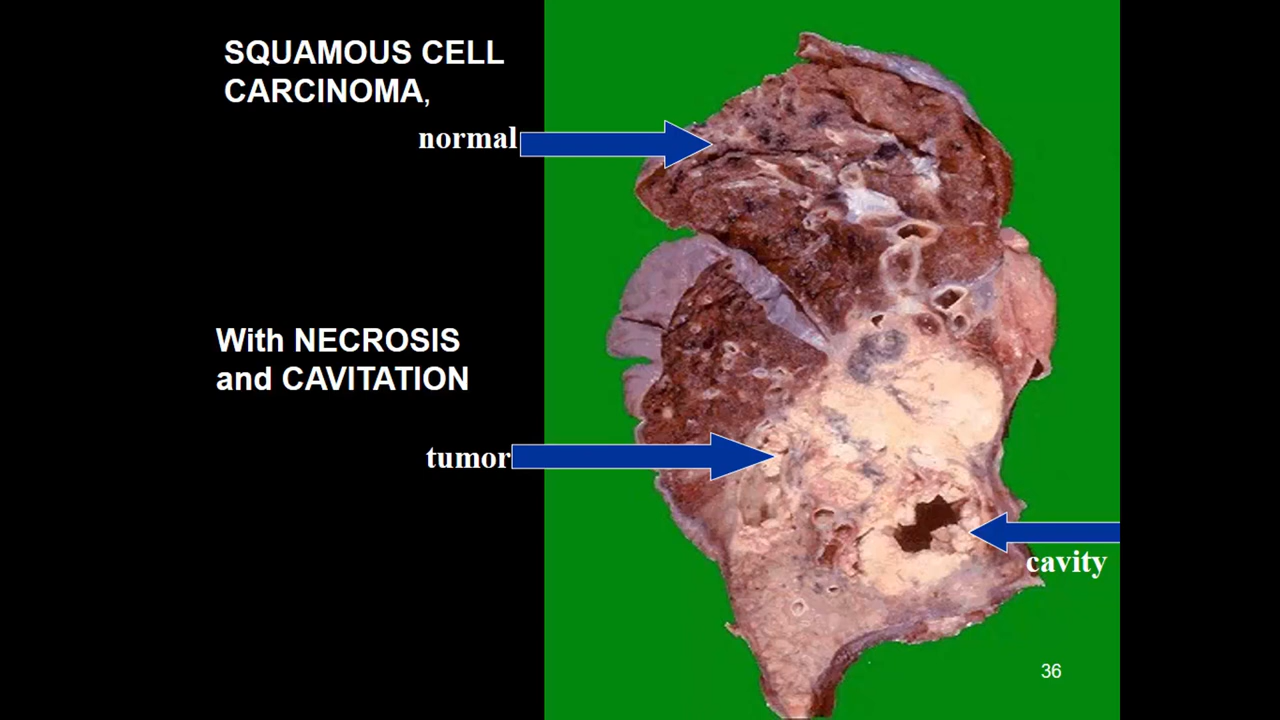 SQUAMOUS CELL
CARCINOMA,
normal
With NECROSIS
and CAVITATION
tumor
cavity
36